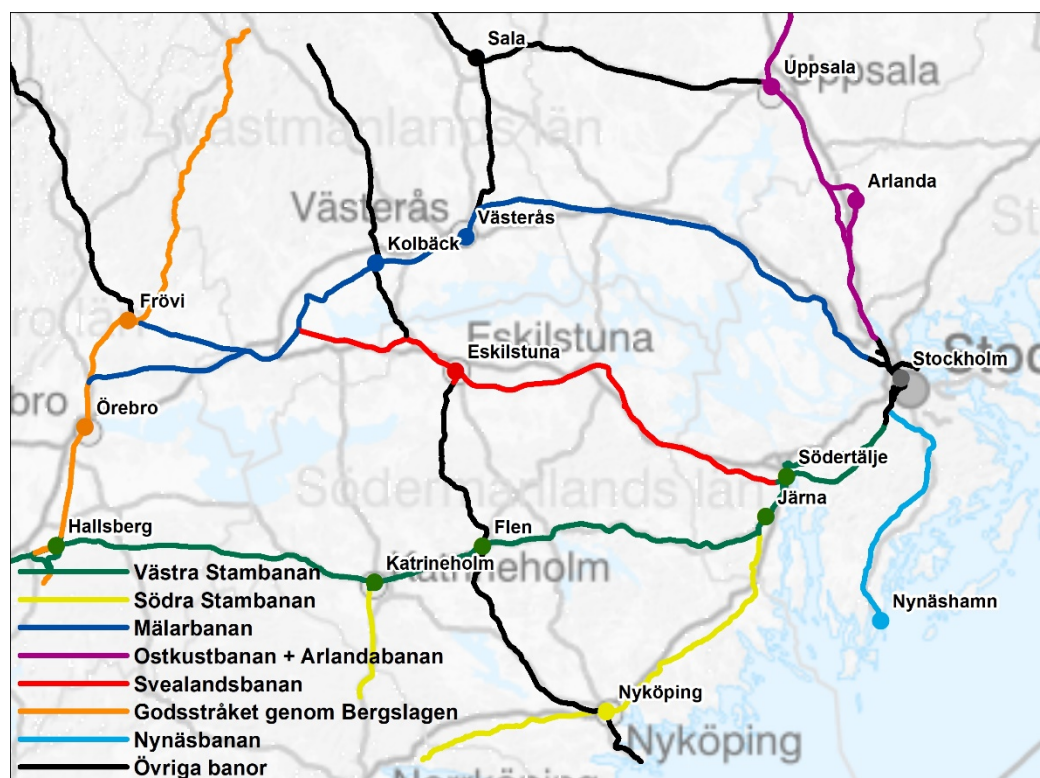 Sala
Uppsala
Uppsala
Västmanlands län
Arlanda
Västerås
Västerås
Kolbäck
Frövi
Eskilstuna
Eskilstuna
Stockholm
Örebro
Södertälje
Södermanlands län
Järna
Hallsberg
Flen
Katrineholm
Katrineholm
Nynäshamn
Nyköping
Nyköping
Västra Stambanan
Södra Stambanan
Mälarbanan
Ostkustbanan + Arlandabanan
Svealandsbanan
Godsstråket genom Bergslagen
Nynäsbanan
Övriga banor